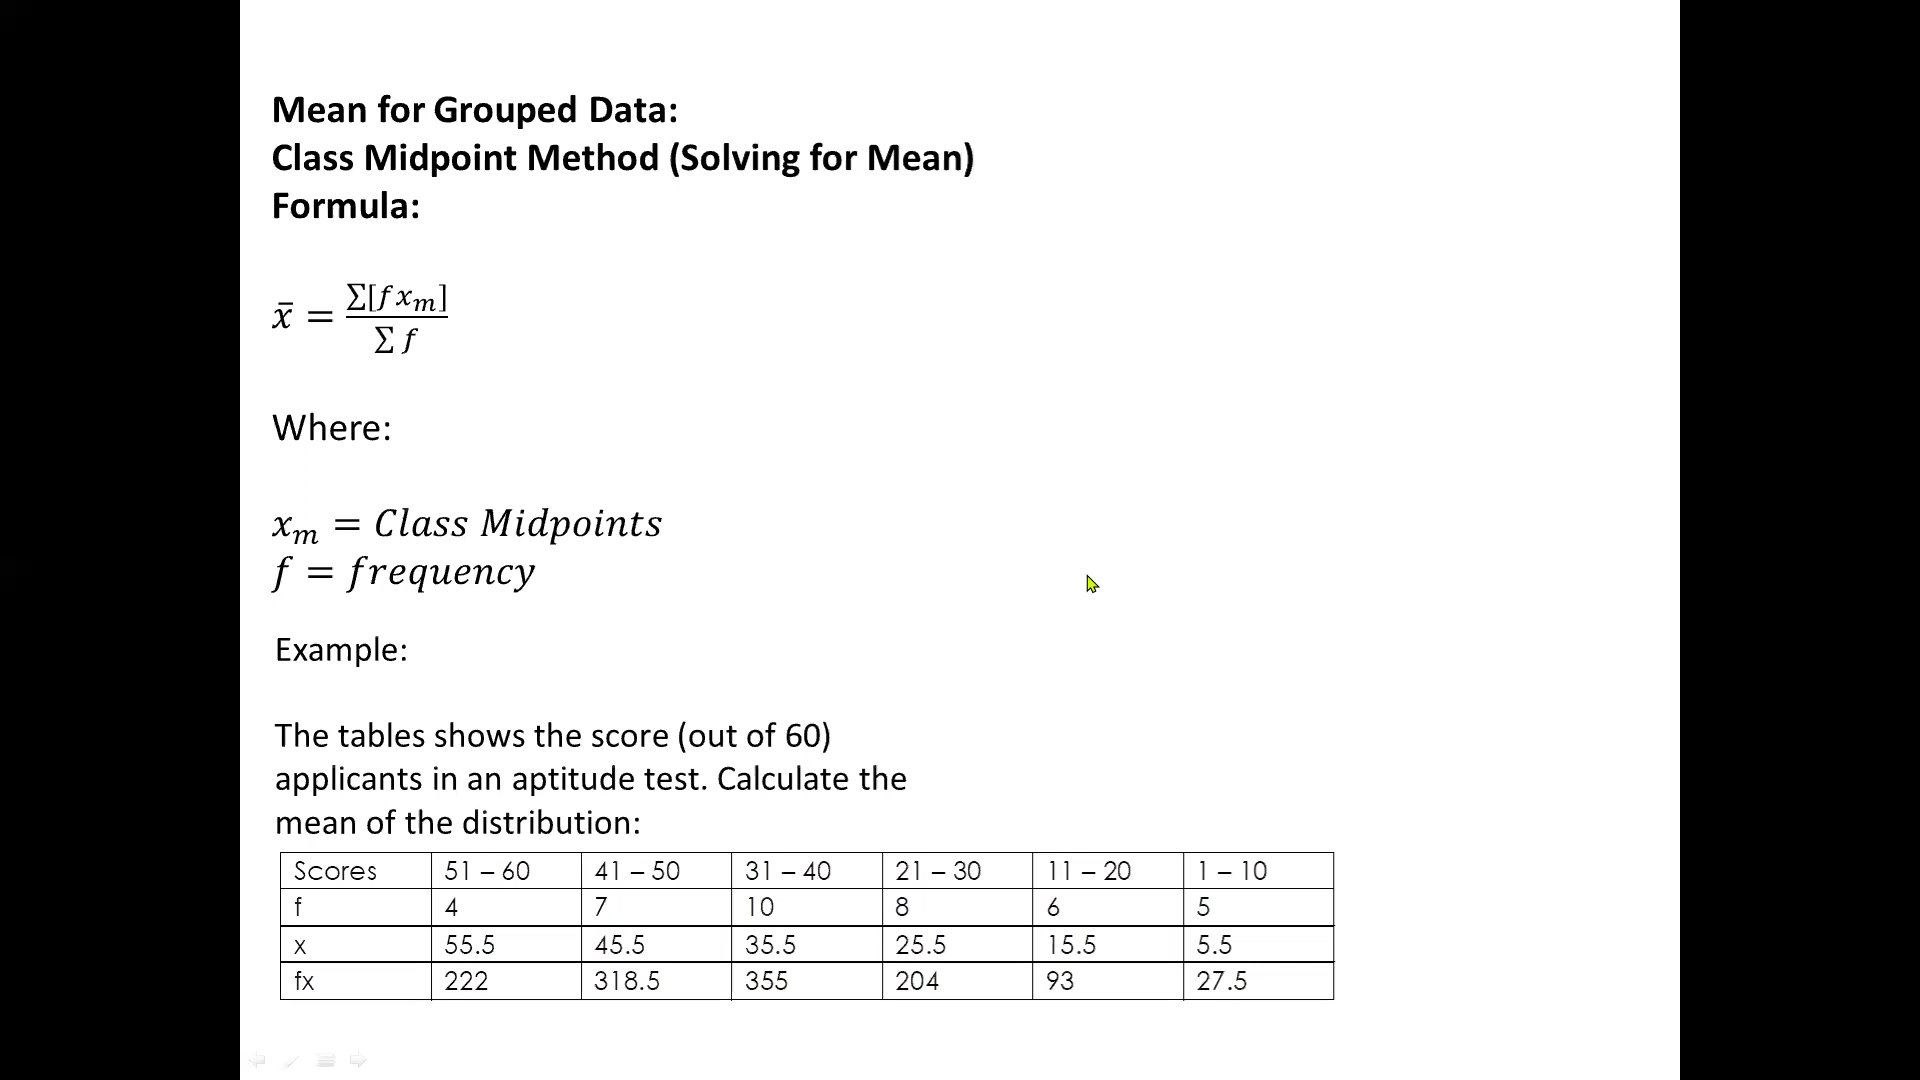 Mean for Grouped Data:
Class Midpoint Method (Solving for Mean)
Formula:
x̄ = ∑[fxₘ] / ∑ f
Where:
xₘ = Class Midpoints
f = frequency
Example:
The tables shows the score (out of 60)
applicants in an aptitude test. Calculate the
mean of the distribution:
Scores 51 – 60 41 – 50 31 – 40 21 – 30 11 – 20 1 – 10
f 4 7 10 8 6 5
x 55.5 45.5 35.5 25.5 15.5 5.5
fx 222 318.5 355 204 93 27.5